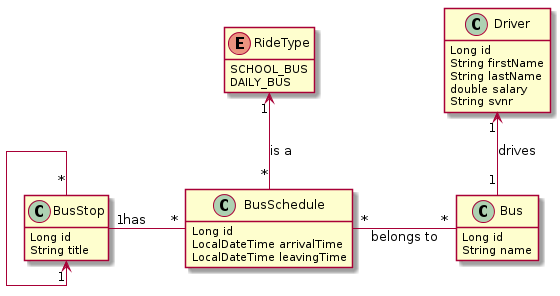 C Driver
Long id
String firstName
String lastName
double salary
String svnr
E RideType
SCHOOL_BUS
DAILY_BUS
1
1
is a
drives
*
*
1
C BusStop
Long id
String title
1has
*
C BusSchedule
Long id
LocalDateTime arrivalTime
LocalDateTime leavingTime
*
belongs to
*
C Bus
Long id
String name
1